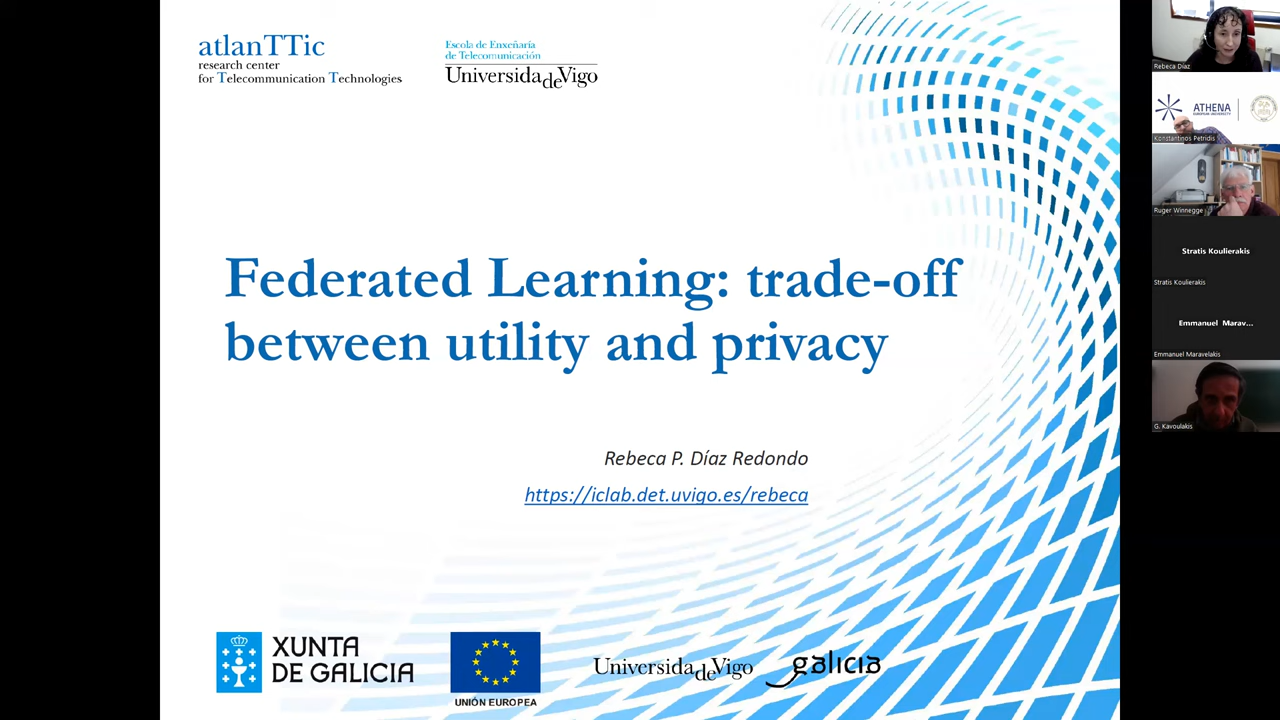 atlanTTic
research center
for Telecommunication Technologies
Escola de Enxeñaría
de Telecomunicación
UniversidadeVigo
Federated Learning: trade-off
between utility and privacy
Rebeca P. Díaz Redondo
https://iclab.det.uvigo.es/rebeca
XUNTA
DE GALICIA
UNIÓN EUROPEA
UniversidadeVigo
galicia
Rebeca Díaz
ATHENA
EUROPEAN UNIVERSITY
Konstantinos Petridis
Ruger Winnegge
Stratis Koulierakis
Stratis Koulierakis
Emmanuel Marav...
Emmanuel Maravelakis
G. Kavoulakis